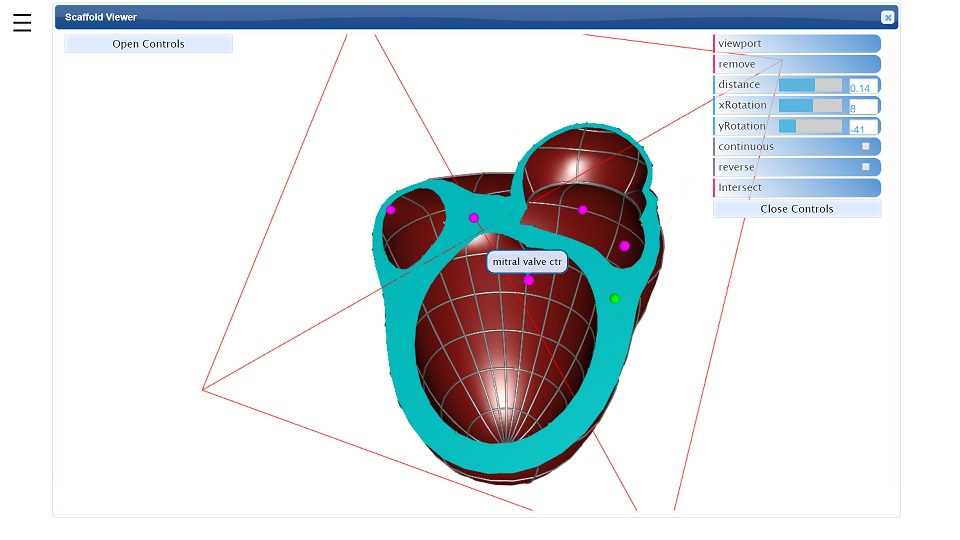 Scaffold Viewer
Open Controls
viewport
remove
distance 0.14
xRotation 8
yRotation -41
continuous
reverse
Intersect
Close Controls
mitral valve ctr